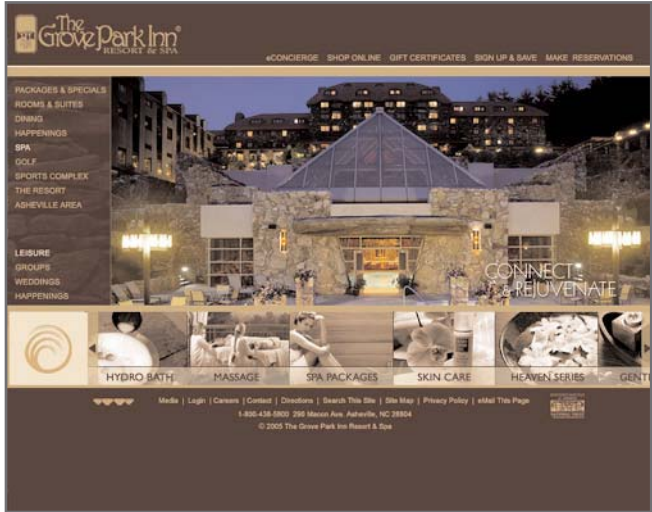 The
Grove Park Inn®
RESORT & SPA
eCONCIERGE SHOP ONLINE GIFT CERTIFICATES SIGN UP & SAVE MAKE RESERVATIONS
PACKAGES & SPECIALS
ROOMS & SUITES
DINING
HAPPENINGS
SPA
GOLF
SPORTS COMPLEX
THE RESORT
ASHEVILLE AREA
LEISURE
GROUPS
WEDDINGS
HAPPENINGS
CONNECT
& REJUVENATE
HYDRO BATH MASSAGE SPA PACKAGES SKIN CARE HEAVEN SERIES GENT
Media | Login | Careers | Contact | Directions | Search This Site | Site Map | Privacy Policy | eMail This Page
1-800-438-5800 290 Macon Ave. Asheville, NC 28804
© 2005 The Grove Park Inn Resort & Spa